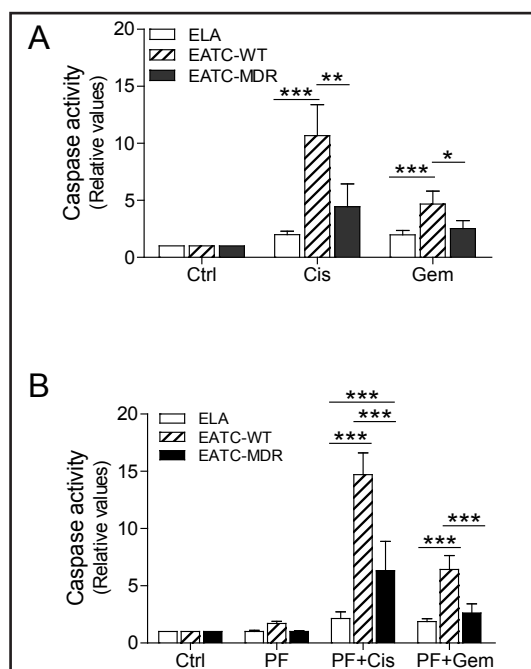 A
20
15
10
5
0
Caspase activity
(Relative values)
ELA
EATC-WT
EATC-MDR
*** **
*** *
Ctrl Cis Gem
B
20
15
10
5
0
Caspase activity
(Relative values)
ELA
EATC-WT
EATC-MDR
***
***
***
***
***
Ctrl PF PF+Cis PF+Gem